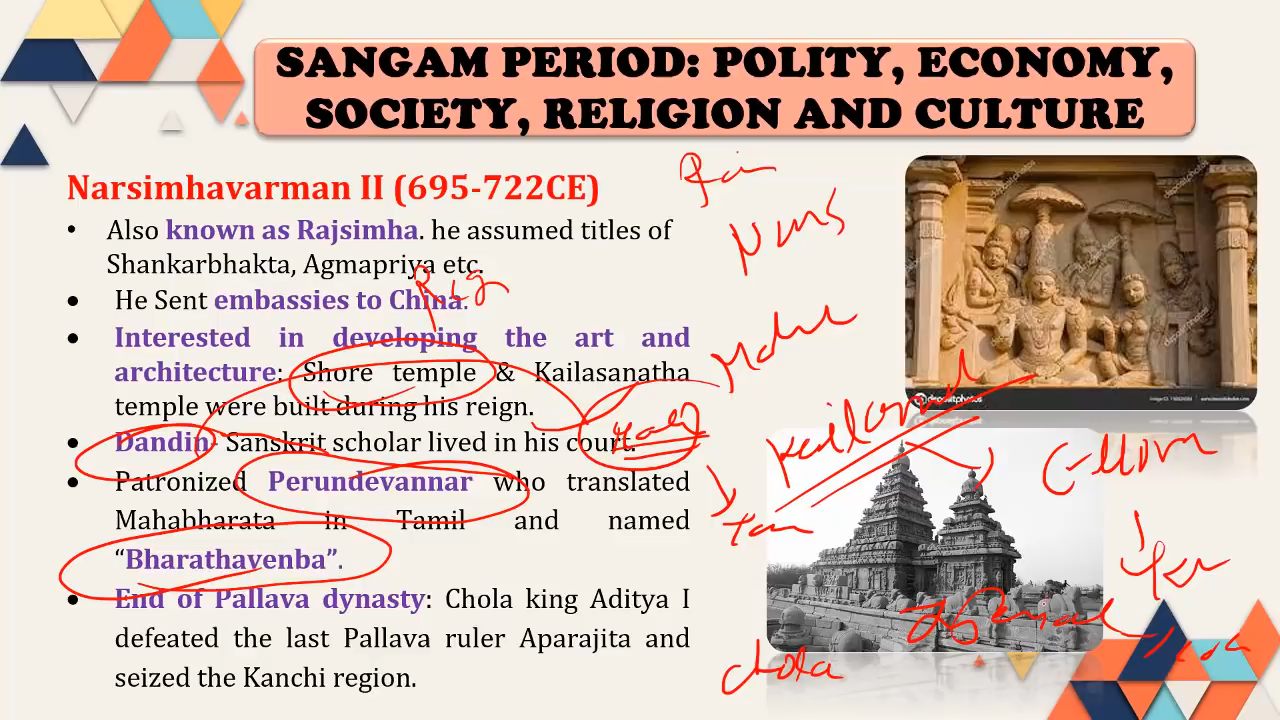 SANGAM PERIOD: POLITY, ECONOMY,
SOCIETY, RELIGION AND CULTURE
Narsimhavarman II (695-722CE)
• Also known as Rajsimha. he assumed titles of
Shankarbhakta, Agmapriya etc.
• He Sent embassies to China.
• Interested in developing the art and
architecture: Shore temple & Kailasanatha
temple were built during his reign.
• Dandin- Sanskrit scholar lived in his court.
• Patronized Perundevannar who translated
Mahabharata in Tamil and named
“Bharathavenba”.
• End of Pallava dynasty: Chola king Aditya I
defeated the last Pallava ruler Aparajita and
seized the Kanchi region.
depositphotos
chola